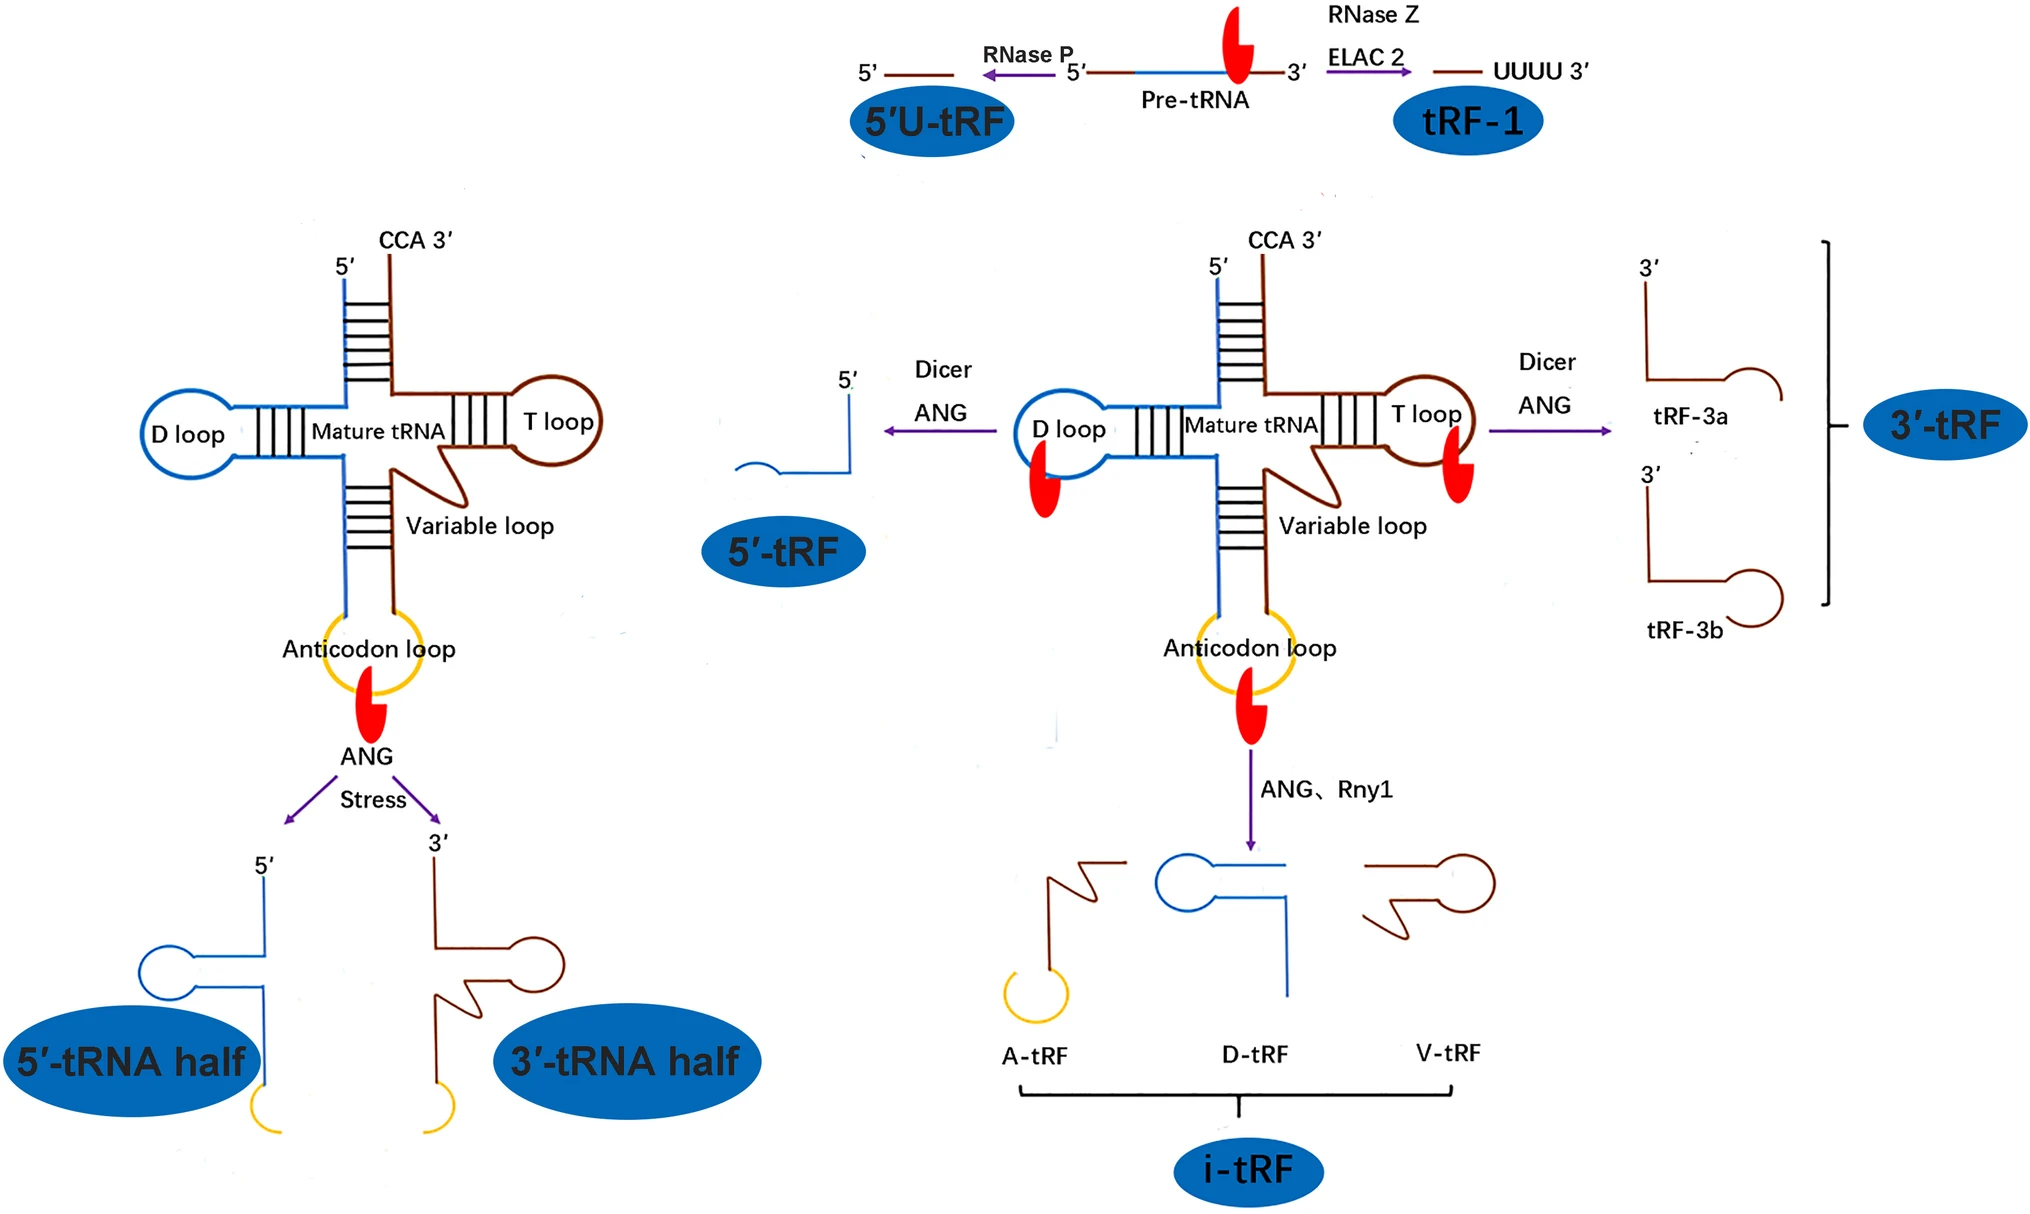 RNase Z
RNase P
ELAC 2
5’
5′
3′
UUUU 3′
Pre-tRNA
5′U-tRF
tRF-1
CCA 3′
5′
D loop
Mature tRNA
T loop
Variable loop
Anticodon loop
ANG
Stress
5′
3′
5′-tRNA half
3′-tRNA half
CCA 3′
5′
D loop
Mature tRNA
T loop
Variable loop
Anticodon loop
Dicer
ANG
5′
5′-tRF
Dicer
ANG
3′
tRF-3a
3′
tRF-3b
3′-tRF
ANG、Rny1
A-tRF
D-tRF
V-tRF
i-tRF